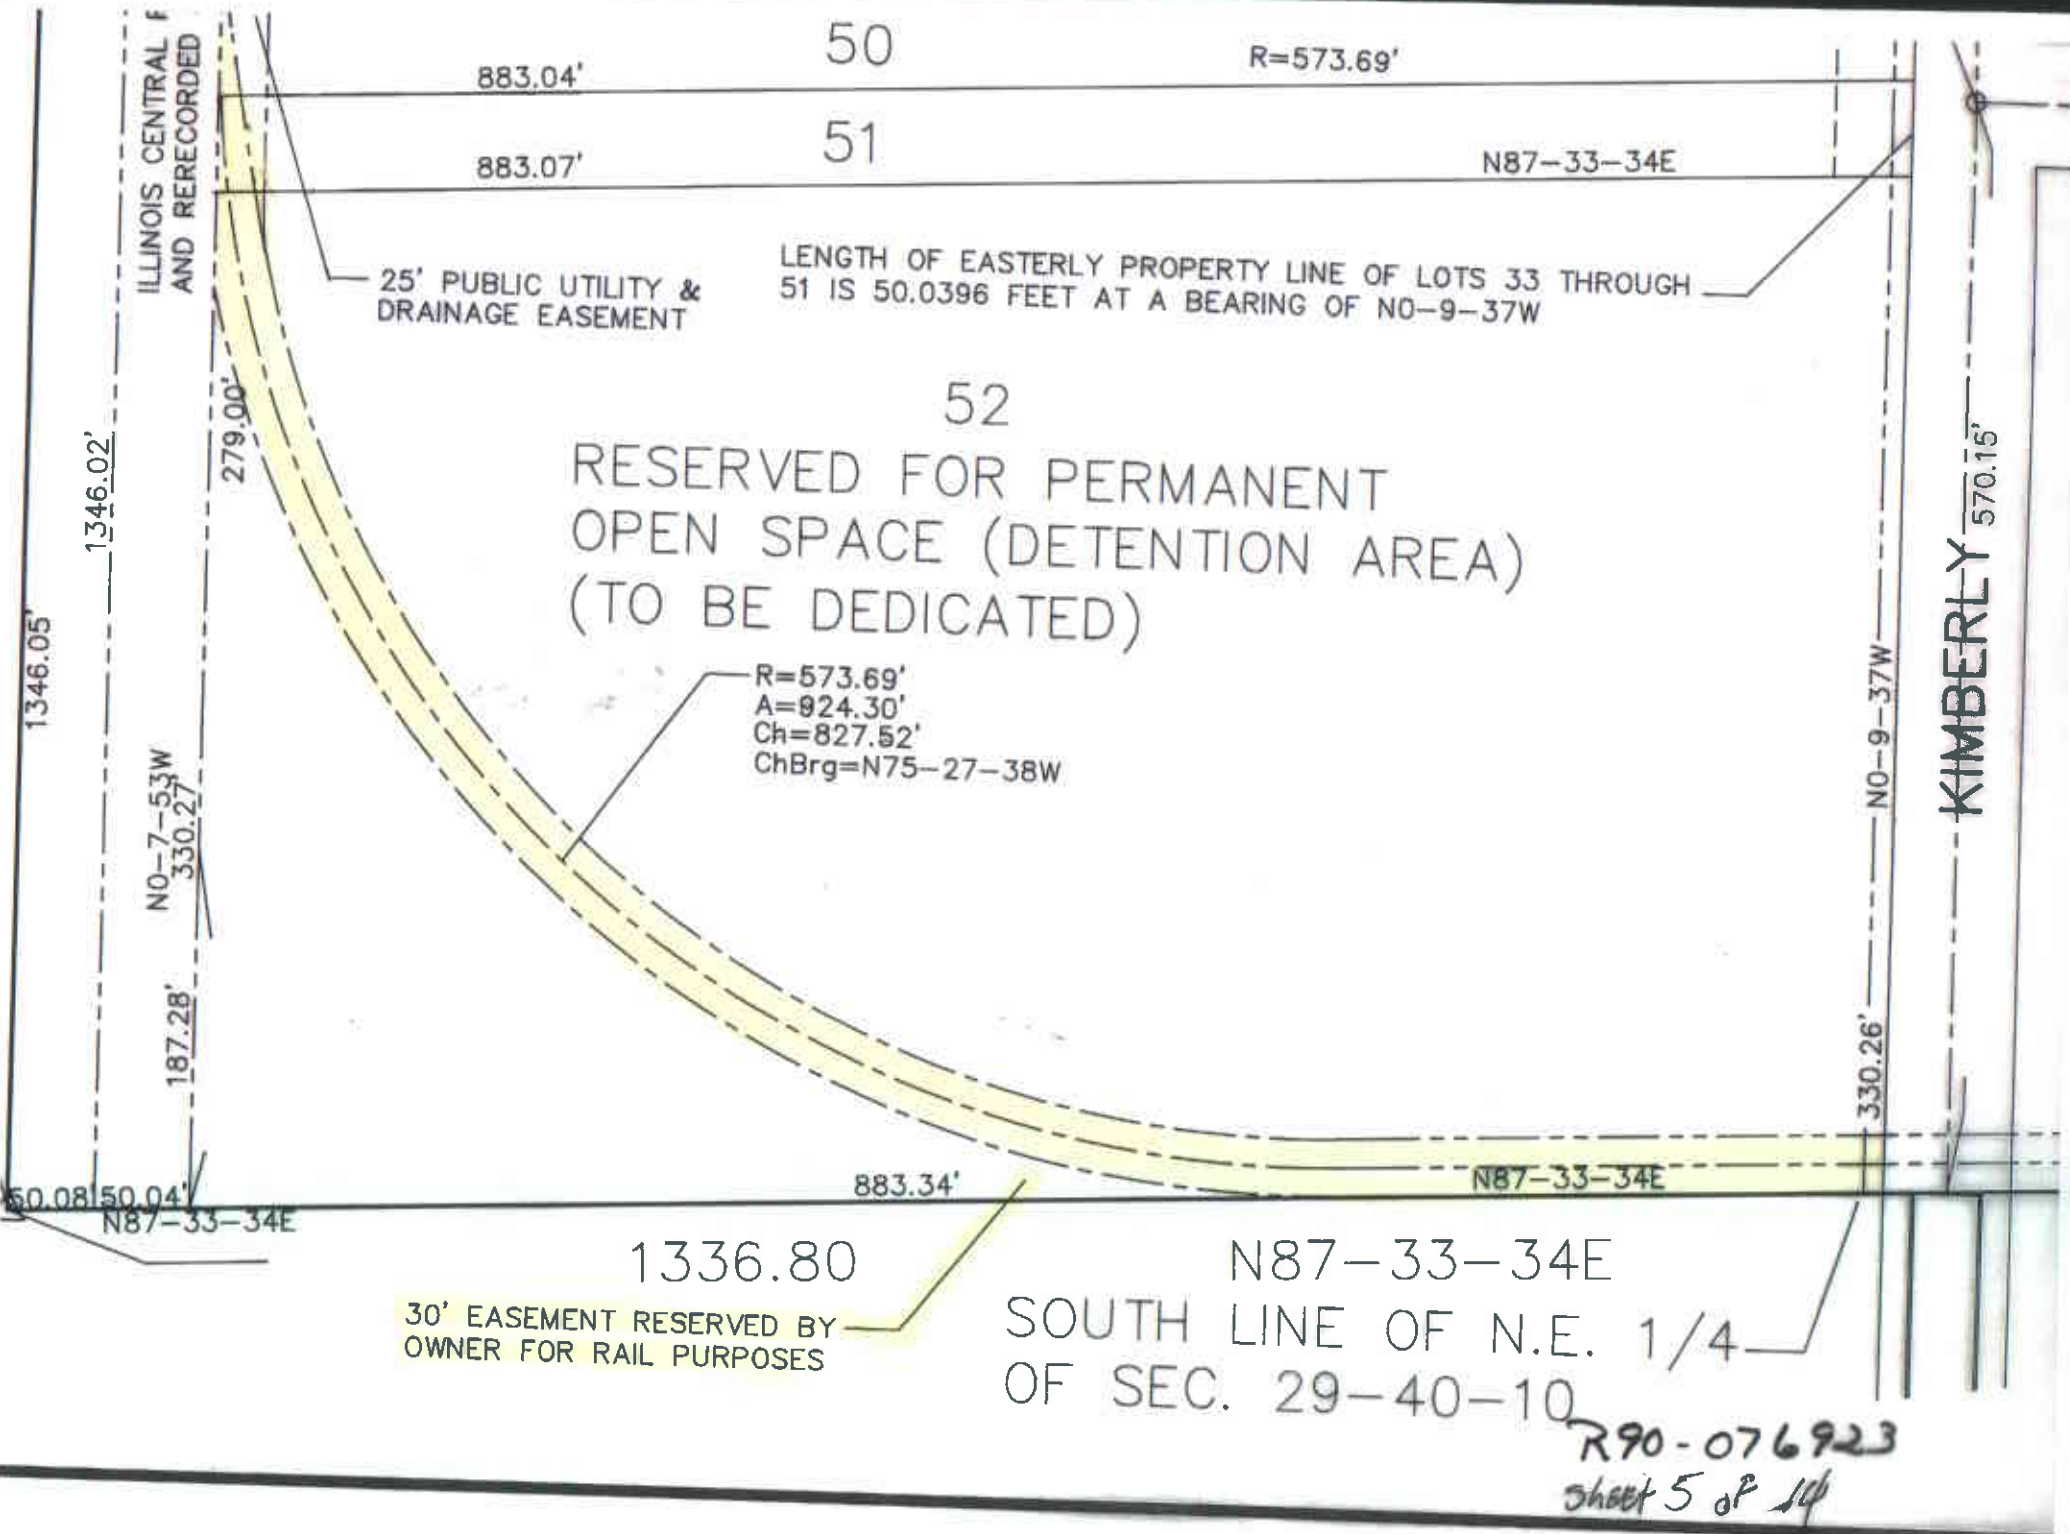 ILLINOIS CENTRAL
AND RERECORDED
50
883.04'
R=573.69'
51
883.07'
N87-33-34E
25' PUBLIC UTILITY &
DRAINAGE EASEMENT
LENGTH OF EASTERLY PROPERTY LINE OF LOTS 33 THROUGH
51 IS 50.0396 FEET AT A BEARING OF N0-9-37W
279.00'
1346.02'
1346.05'
52
RESERVED FOR PERMANENT
OPEN SPACE (DETENTION AREA)
(TO BE DEDICATED)
570.15'
KIMBERLY
R=573.69'
A=924.30'
Ch=827.52'
ChBrg=N75-27-38W
N0-9-37W
N0-7-53W
330.27'
187.28'
330.26'
50.08'
50.04'
N87-33-34E
883.34'
N87-33-34E
1336.80
N87-33-34E
30' EASEMENT RESERVED BY
OWNER FOR RAIL PURPOSES
SOUTH LINE OF N.E. 1/4
OF SEC. 29-40-10
R90-076923
Sheet 5 of 14